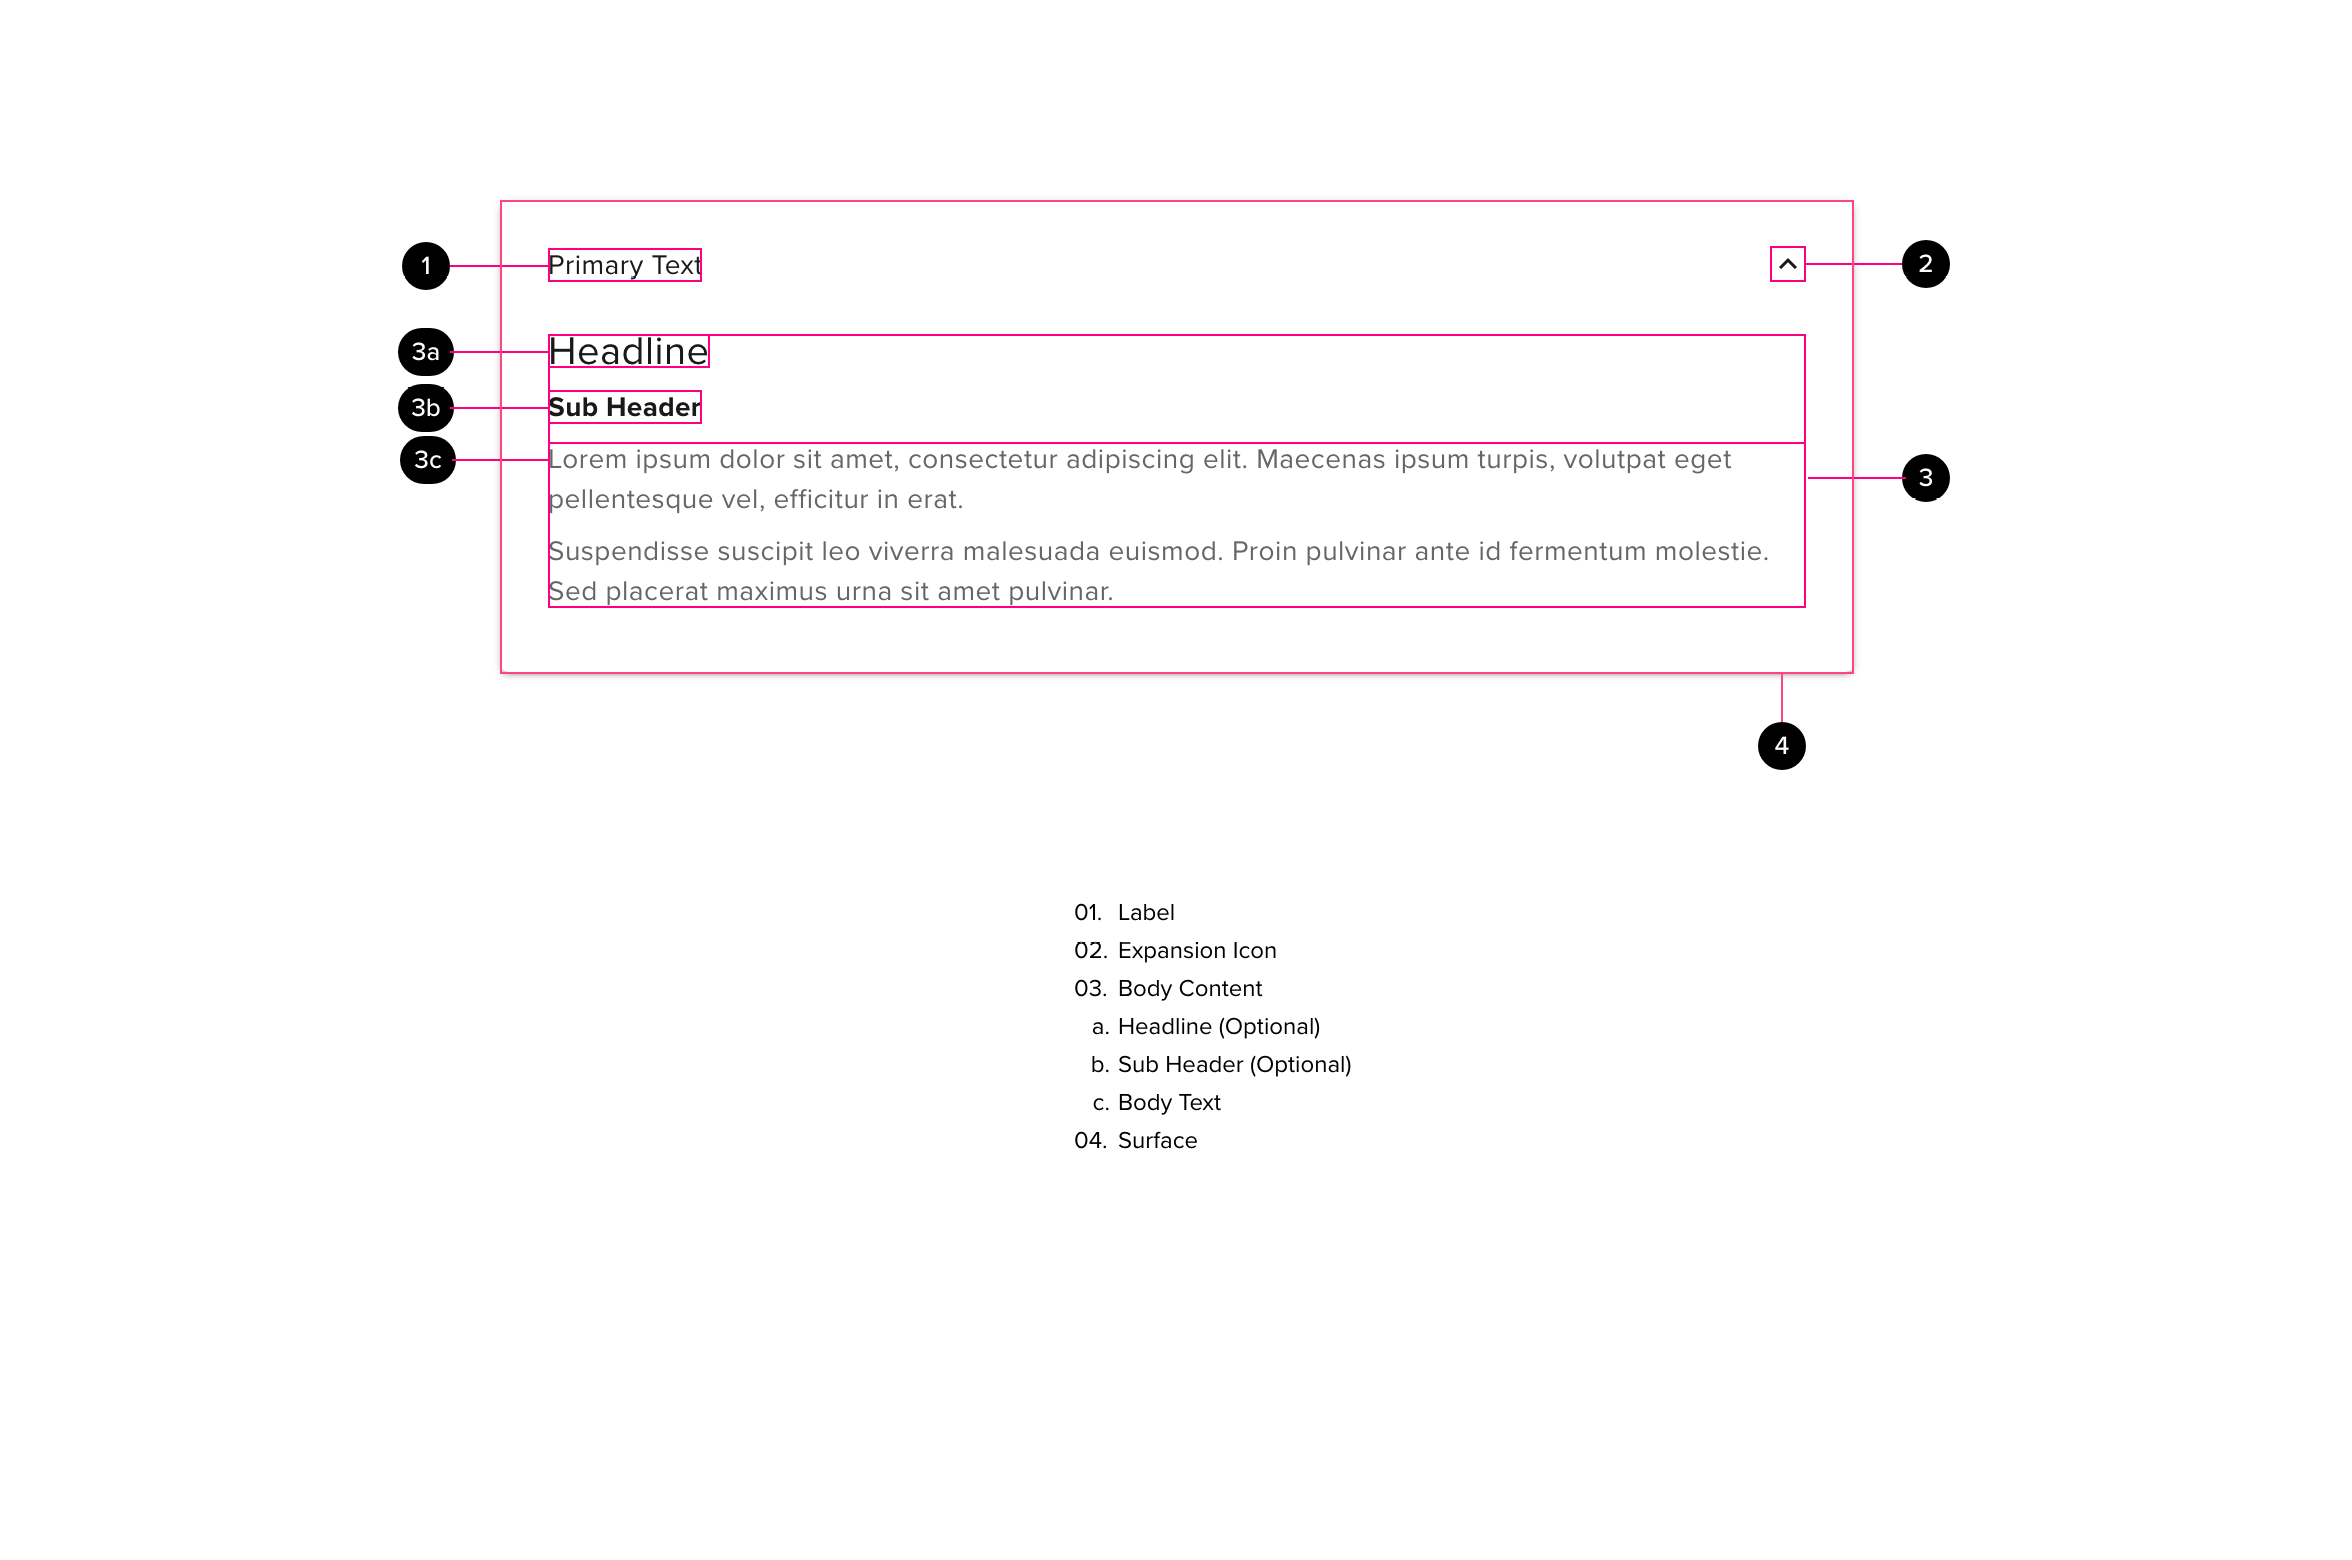 1
Primary Text
2
3a
Headline
3b
Sub Header
3c
Lorem ipsum dolor sit amet, consectetur adipiscing elit. Maecenas ipsum turpis, volutpat eget
pellentesque vel, efficitur in erat.
3
Suspendisse suscipit leo viverra malesuada euismod. Proin pulvinar ante id fermentum molestie.
Sed placerat maximus urna sit amet pulvinar.
4
01. Label
02. Expansion Icon
03. Body Content
a. Headline (Optional)
b. Sub Header (Optional)
c. Body Text
04. Surface